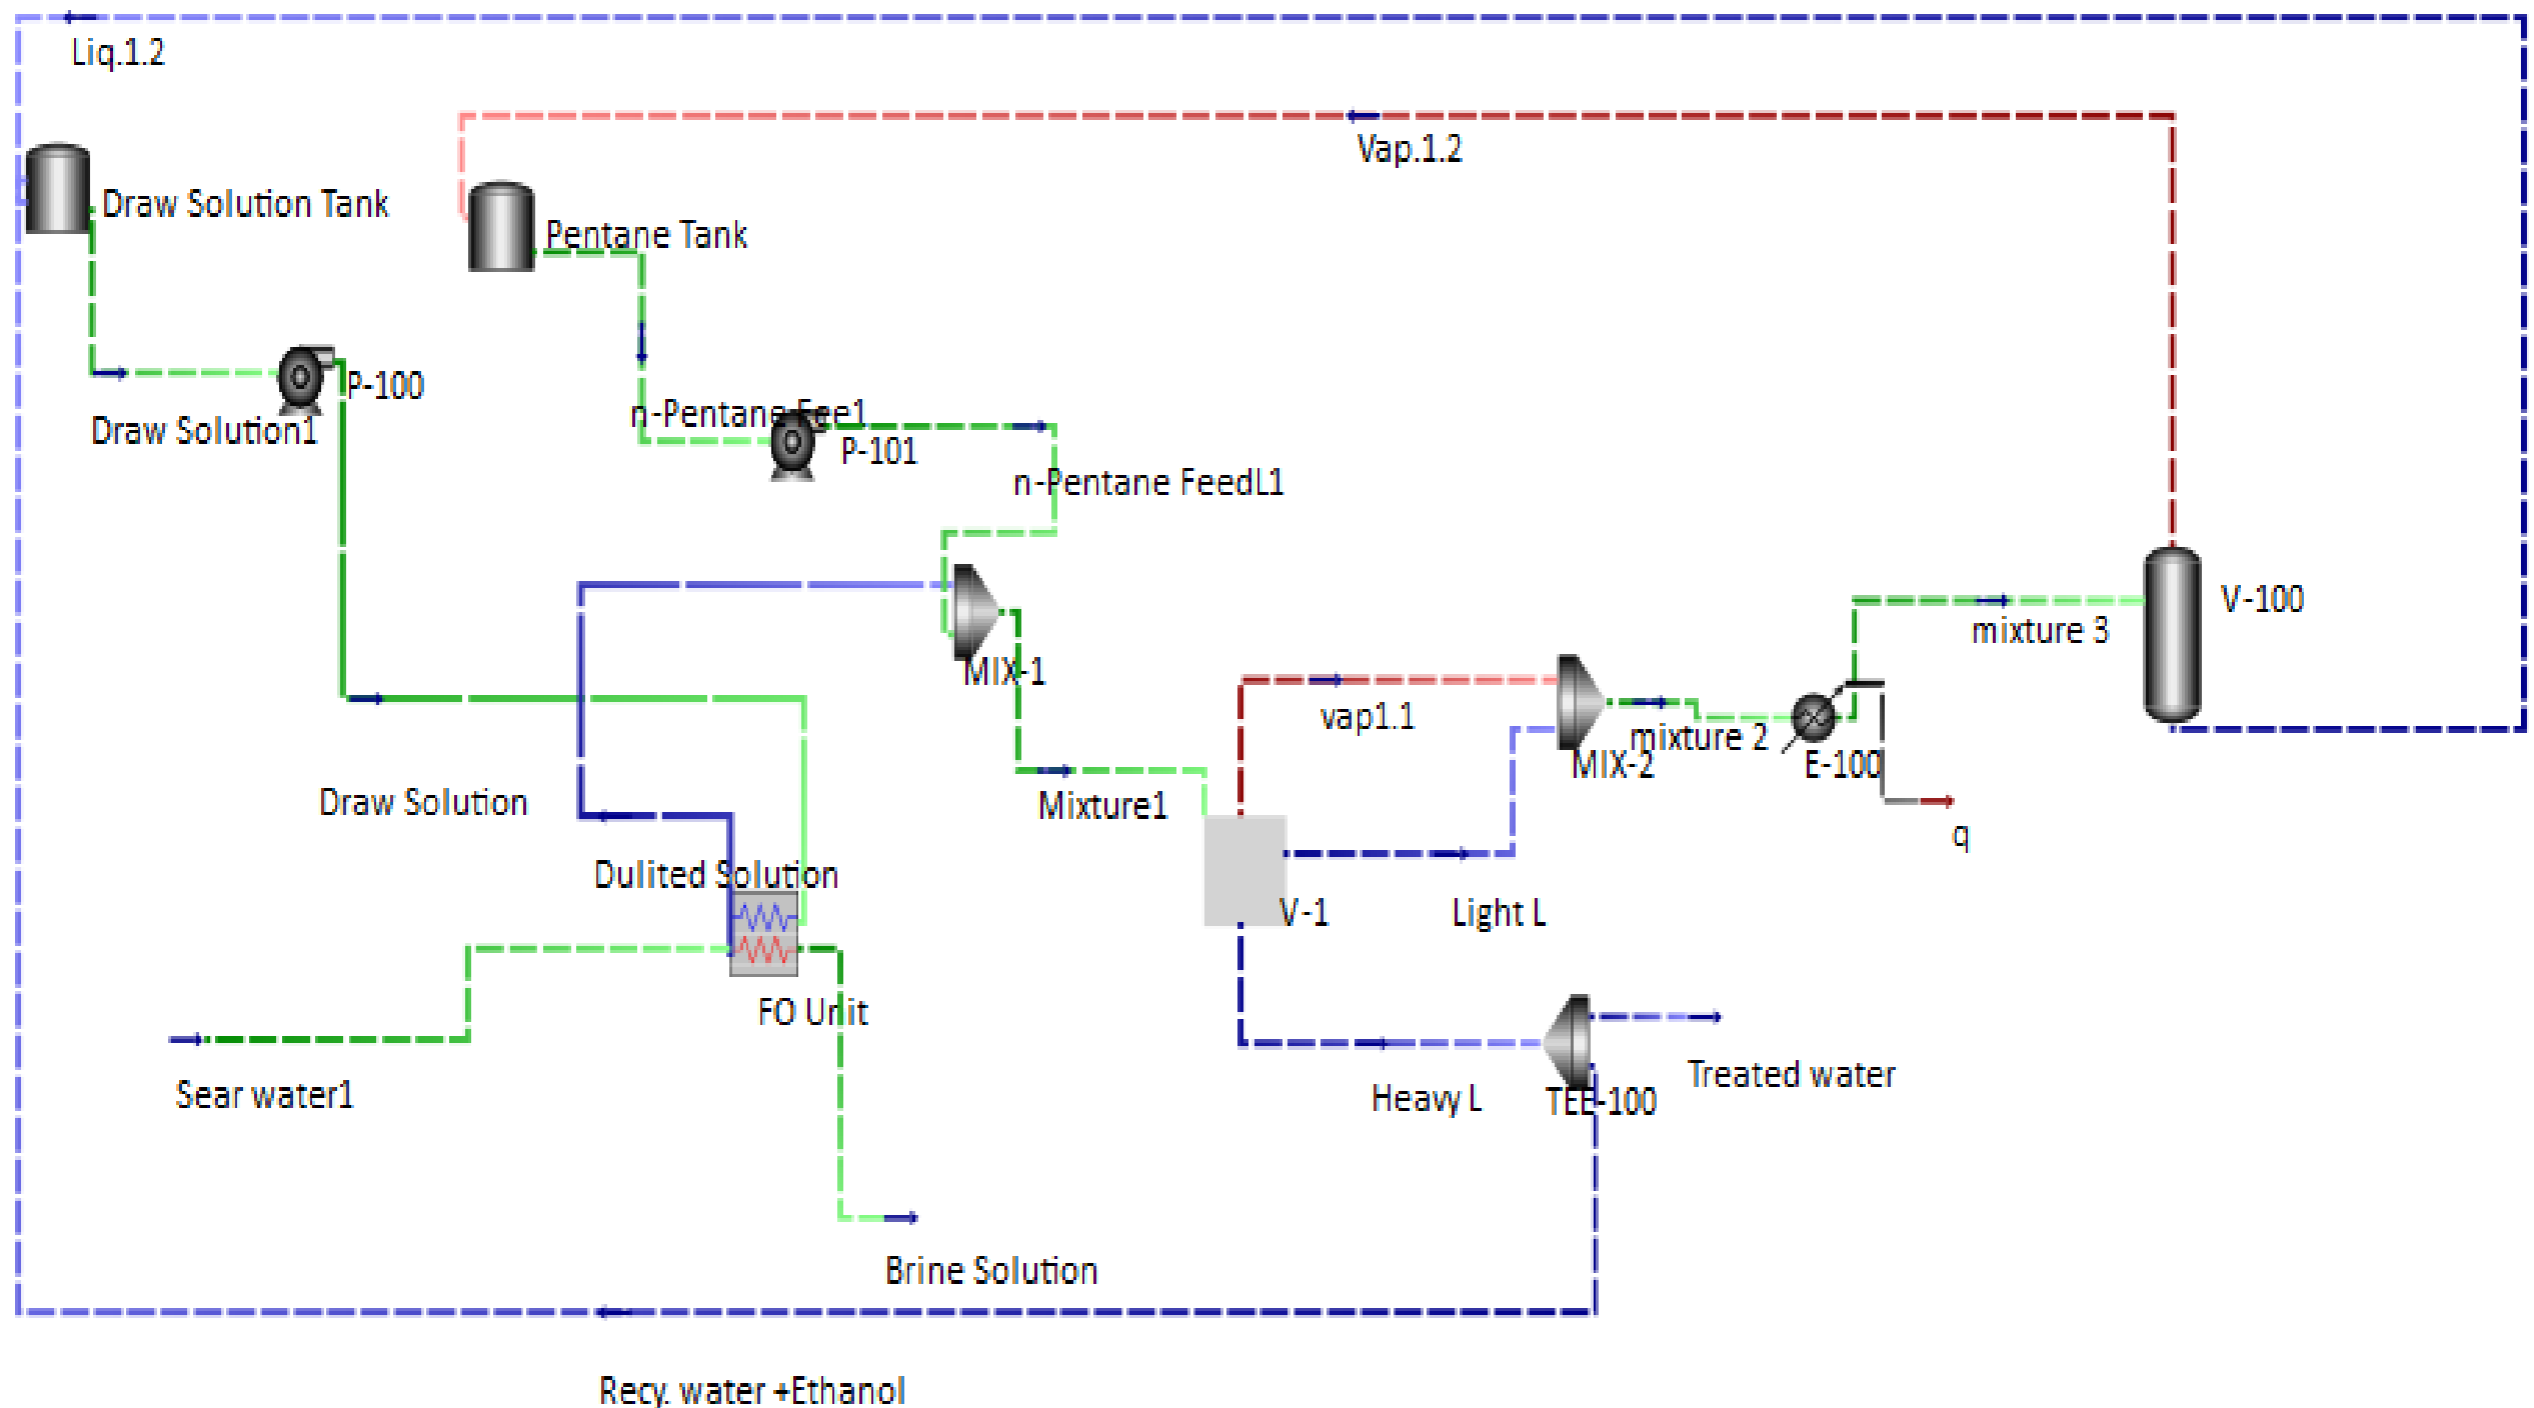 Liq.1.2
Vap.1.2
Draw Solution Tank
Pentane Tank
P-100
n-Pentane Fee1
Draw Solution1
P-101
n-Pentane FeedL1
V-100
mixture 3
MIX-1
vap1.1
mixture 2
MIX-2
E-100
Draw Solution
Mixture1
q
Dulited Solution
V-1
Light L
FO Unit
Treated water
Sear water1
Heavy L
TEE-100
Brine Solution
Recy. water +Ethanol